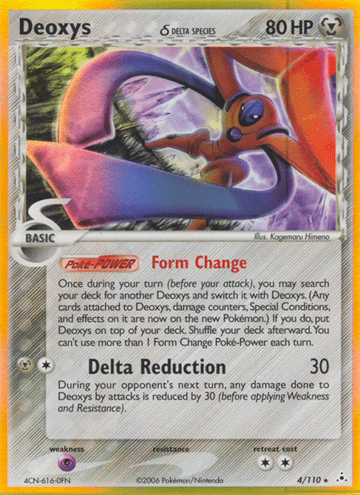 Deoxys δ DELTA SPECIES 80 HP
δ
BASIC
Illus. Kagemaru Himeno
Poké-POWER Form Change
Once during your turn (before your attack), you may search
your deck for another Deoxys and switch it with Deoxys. (Any
cards attached to Deoxys, damage counters, Special Conditions,
and effects on it are now on the new Pokémon.) If you do, put
Deoxys on top of your deck. Shuffle your deck afterward. You
can't use more than 1 Form Change Poké-Power each turn.
Delta Reduction 30
During your opponent's next turn, any damage done to
Deoxys by attacks is reduced by 30 (before applying Weakness
and Resistance).
weakness resistance retreat cost
4CN-616-0FN ©2006 Pokémon/Nintendo 4/110 ★